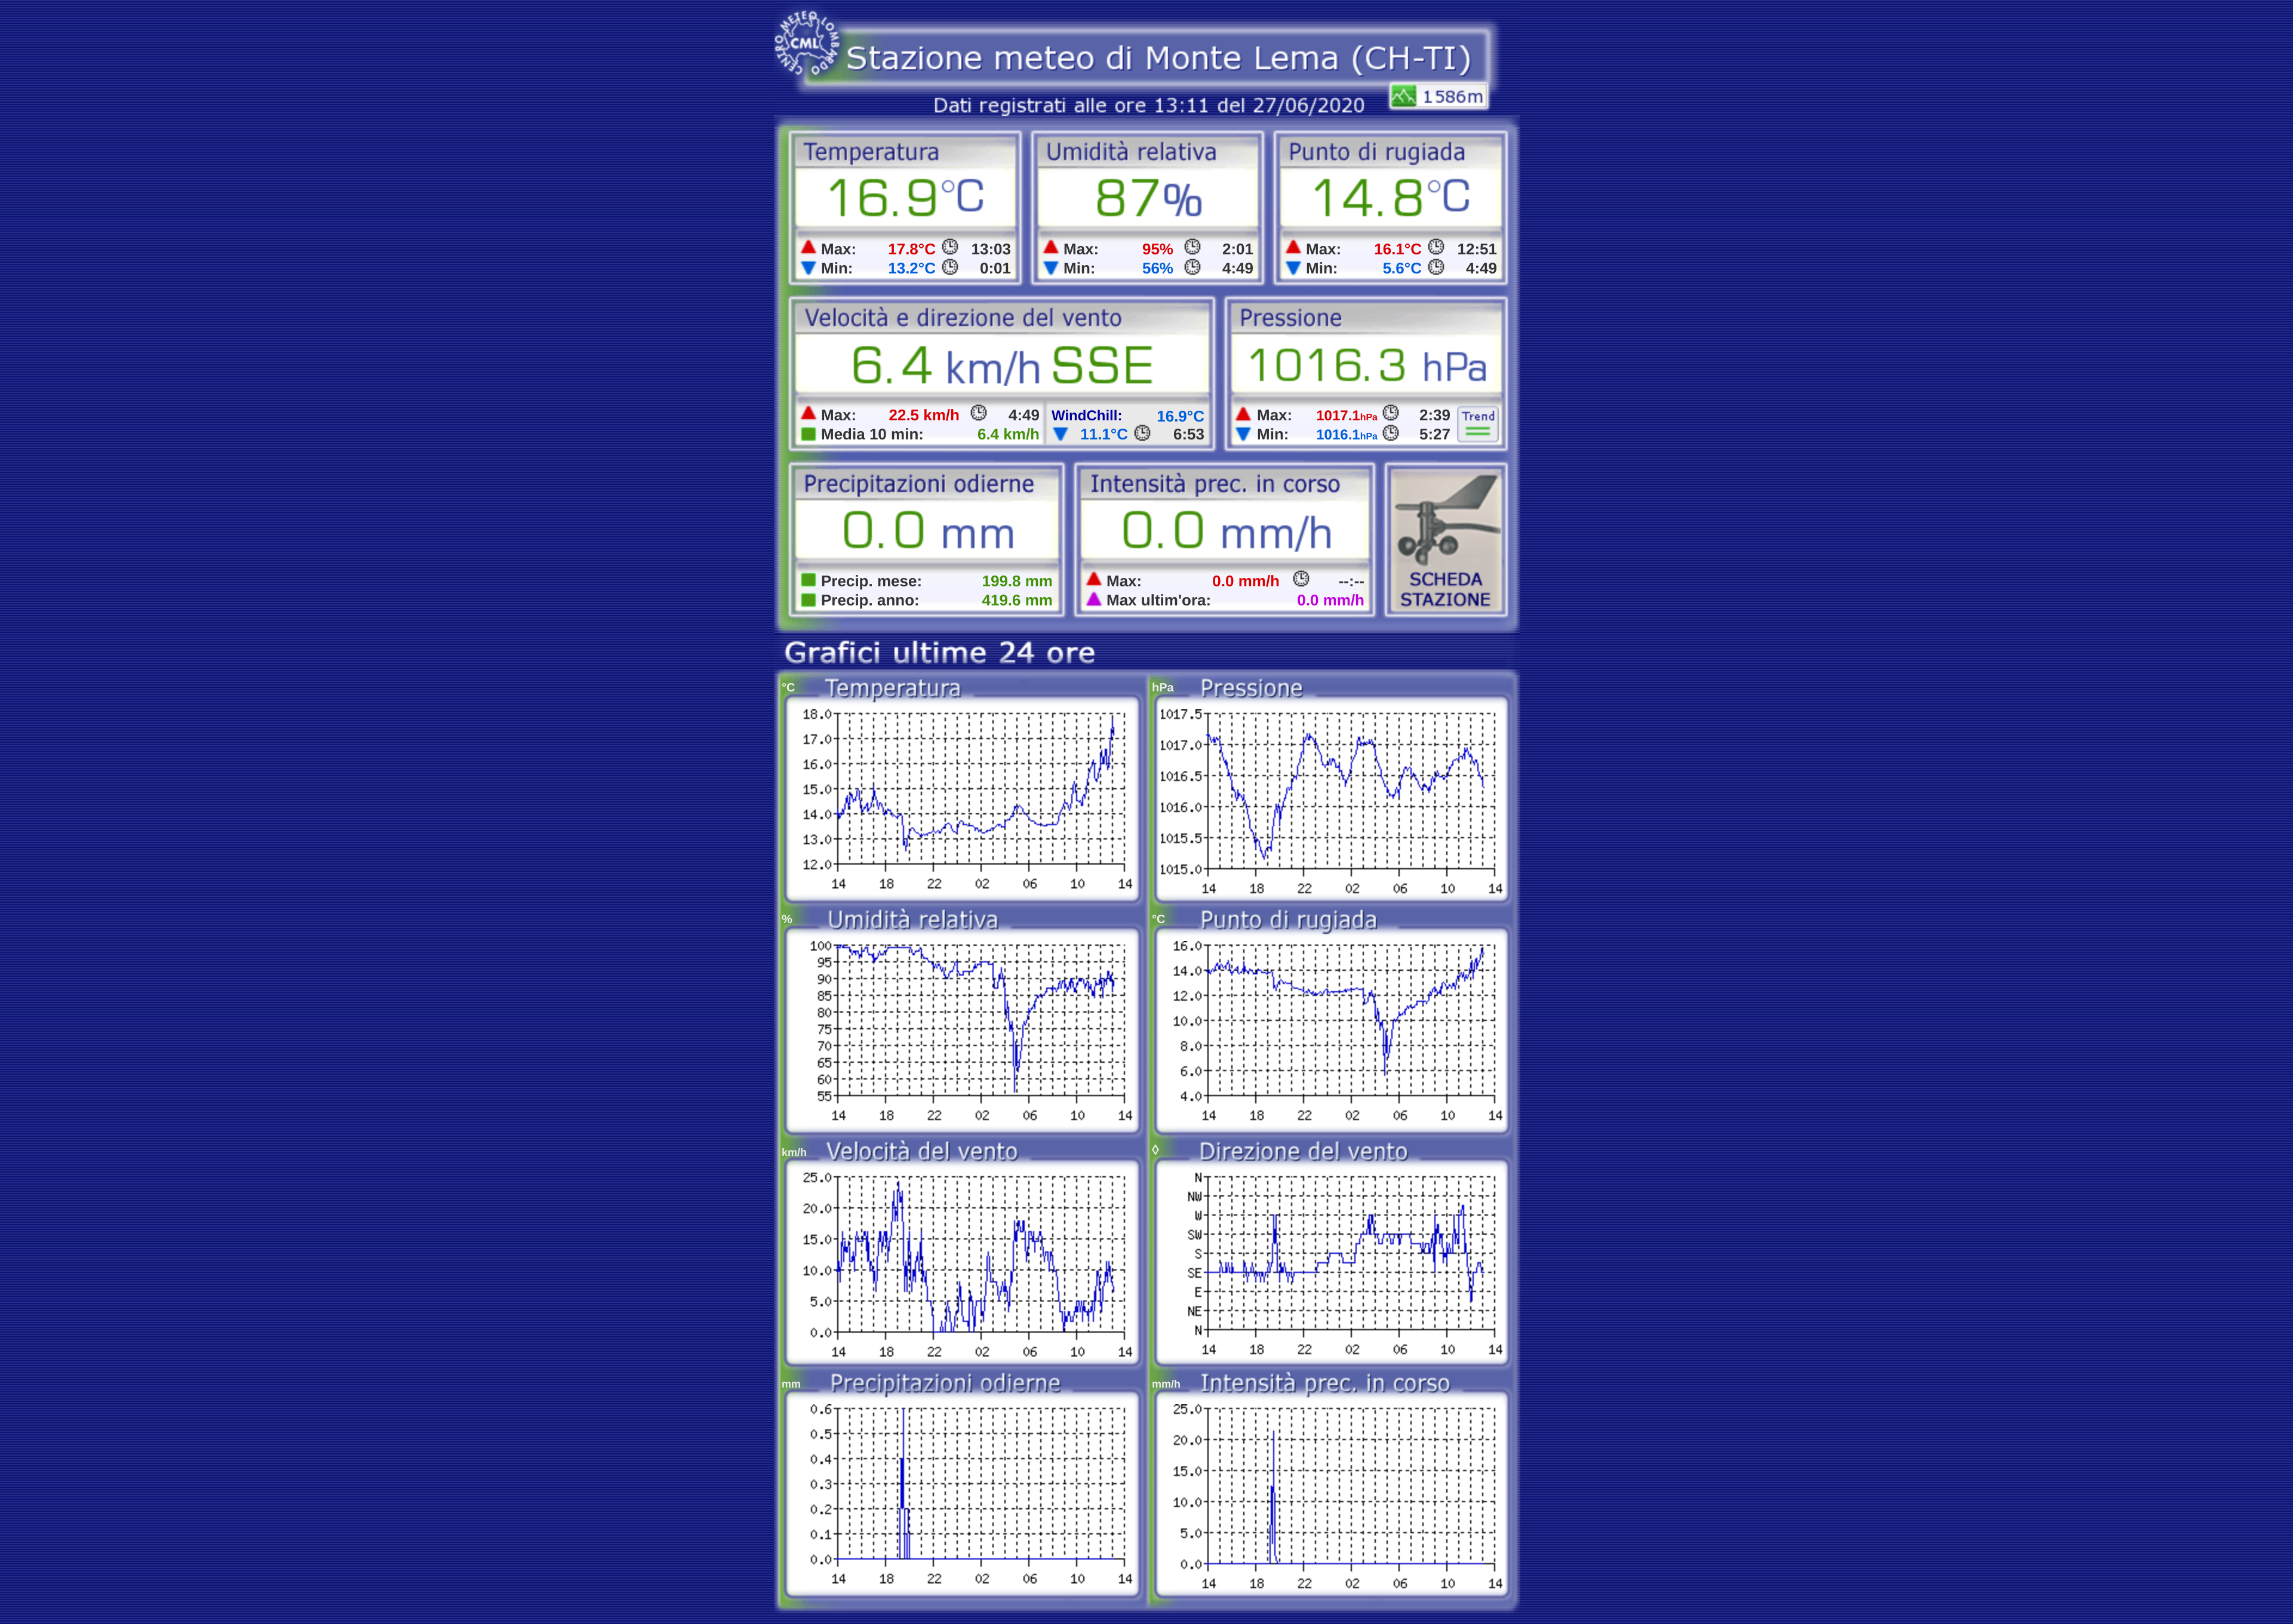 CENTRO METEO LOMBARDO
CML
Stazione meteo di Monte Lema (CH-TI)
1586m
Dati registrati alle ore 13:11 del 27/06/2020
Temperatura
16.9°C
Max: 17.8°C 13:03
Min: 13.2°C 0:01
Umidità relativa
87%
Max: 95% 2:01
Min: 56% 4:49
Punto di rugiada
14.8°C
Max: 16.1°C 12:51
Min: 5.6°C 4:49
Velocità e direzione del vento
6.4 km/h SSE
Max: 22.5 km/h 4:49
Media 10 min: 6.4 km/h
WindChill: 16.9°C
11.1°C 6:53
Pressione
1016.3 hPa
Max: 1017.1hPa 2:39
Min: 1016.1hPa 5:27
Trend
Precipitazioni odierne
0.0 mm
Precip. mese: 199.8 mm
Precip. anno: 419.6 mm
Intensità prec. in corso
0.0 mm/h
Max: 0.0 mm/h --:--
Max ultim'ora: 0.0 mm/h
SCHEDA
STAZIONE
Grafici ultime 24 ore
°C Temperatura
18.0
17.0
16.0
15.0
14.0
13.0
12.0
14 18 22 02 06 10 14
hPa Pressione
1017.5
1017.0
1016.5
1016.0
1015.5
1015.0
14 18 22 02 06 10 14
% Umidità relativa
100
95
90
85
80
75
70
65
60
55
14 18 22 02 06 10 14
°C Punto di rugiada
16.0
14.0
12.0
10.0
8.0
6.0
4.0
14 18 22 02 06 10 14
km/h Velocità del vento
25.0
20.0
15.0
10.0
5.0
0.0
14 18 22 02 06 10 14
◊ Direzione del vento
N
NW
W
SW
S
SE
E
NE
N
14 18 22 02 06 10 14
mm Precipitazioni odierne
0.6
0.5
0.4
0.3
0.2
0.1
0.0
14 18 22 02 06 10 14
mm/h Intensità prec. in corso
25.0
20.0
15.0
10.0
5.0
0.0
14 18 22 02 06 10 14